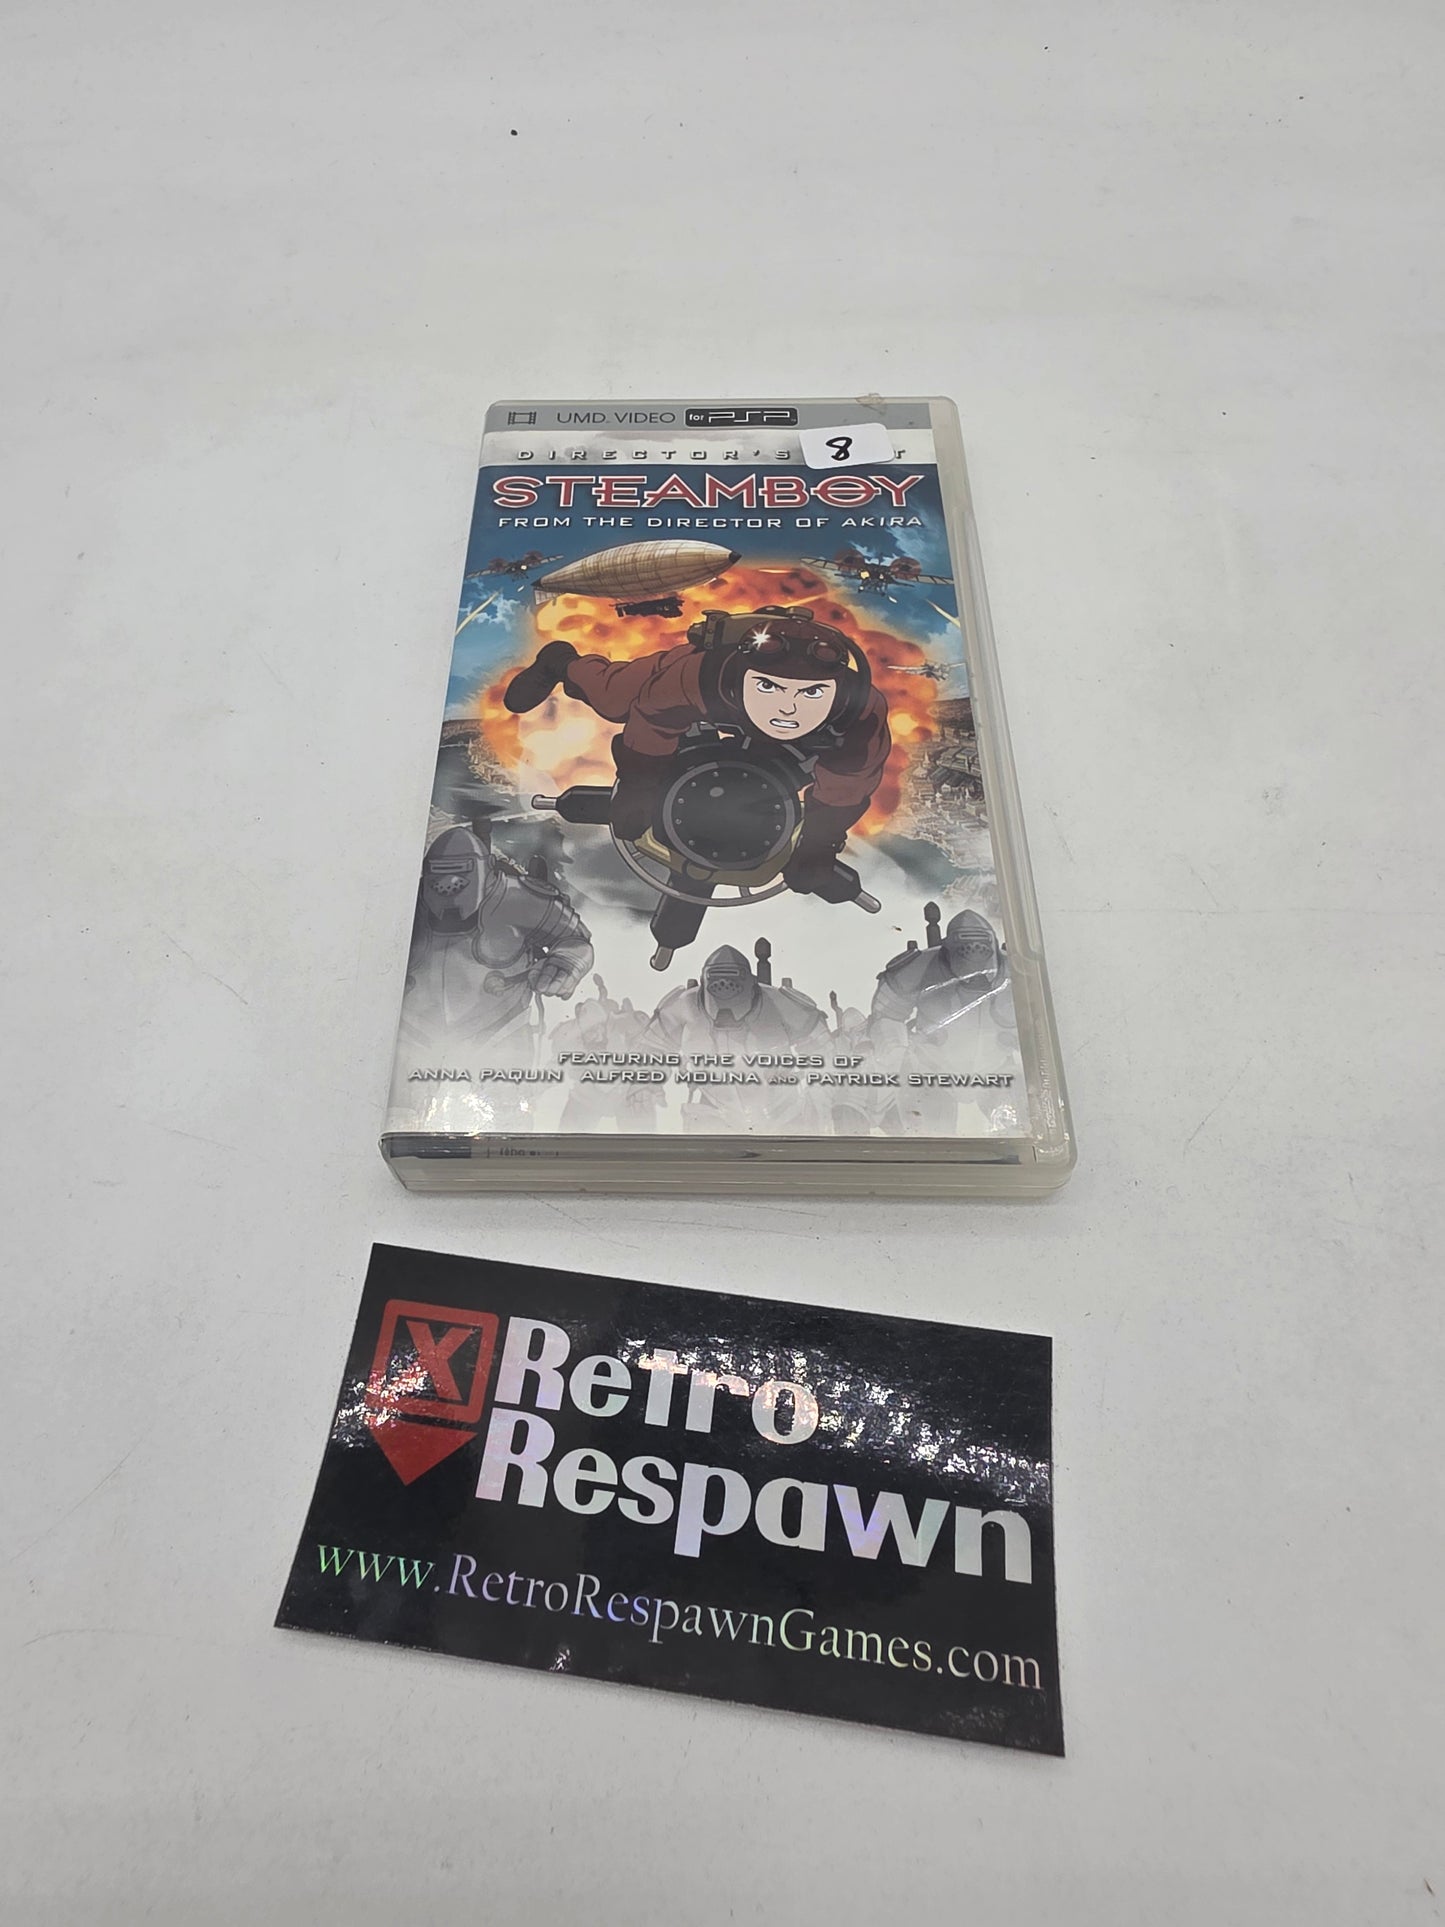 UMD VIDEO for PSP
DIRECTOR'S
8
STEAMBOY
FROM THE DIRECTOR OF AKIRA
FEATURING THE VOICES OF
ANNA PAQUIN ALFRED MOLINA AND PATRICK STEWART
X
Retro
Respawn
www.RetroRespawnGames.com